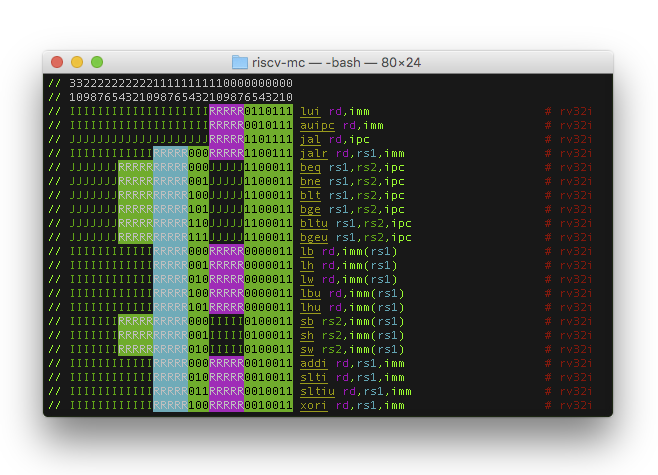 riscv-mc — -bash — 80×24
// 33222222222211111111110000000000
// 10987654321098765432109876543210
// IIIIIIIIIIIIIIIIIIIIRRRRR0110111 lui rd,imm # rv32i
// IIIIIIIIIIIIIIIIIIIIRRRRR0010111 auipc rd,imm # rv32i
// JJJJJJJJJJJJJJJJJJJJRRRRR1101111 jal rd,ipc # rv32i
// IIIIIIIIIIIIRRRRR000RRRRR1100111 jalr rd,rs1,imm # rv32i
// JJJJJJJRRRRRRRRRR000JJJJJ1100011 beq rs1,rs2,ipc # rv32i
// JJJJJJJRRRRRRRRRR001JJJJJ1100011 bne rs1,rs2,ipc # rv32i
// JJJJJJJRRRRRRRRRR100JJJJJ1100011 blt rs1,rs2,ipc # rv32i
// JJJJJJJRRRRRRRRRR101JJJJJ1100011 bge rs1,rs2,ipc # rv32i
// JJJJJJJRRRRRRRRRR110JJJJJ1100011 bltu rs1,rs2,ipc # rv32i
// JJJJJJJRRRRRRRRRR111JJJJJ1100011 bgeu rs1,rs2,ipc # rv32i
// IIIIIIIIIIIIRRRRR000RRRRR0000011 lb rd,imm(rs1) # rv32i
// IIIIIIIIIIIIRRRRR001RRRRR0000011 lh rd,imm(rs1) # rv32i
// IIIIIIIIIIIIRRRRR010RRRRR0000011 lw rd,imm(rs1) # rv32i
// IIIIIIIIIIIIRRRRR100RRRRR0000011 lbu rd,imm(rs1) # rv32i
// IIIIIIIIIIIIRRRRR101RRRRR0000011 lhu rd,imm(rs1) # rv32i
// IIIIIIIRRRRRRRRRR000IIIII0100011 sb rs2,imm(rs1) # rv32i
// IIIIIIIRRRRRRRRRR001IIIII0100011 sh rs2,imm(rs1) # rv32i
// IIIIIIIRRRRRRRRRR010IIIII0100011 sw rs2,imm(rs1) # rv32i
// IIIIIIIIIIIIRRRRR000RRRRR0010011 addi rd,rs1,imm # rv32i
// IIIIIIIIIIIIRRRRR010RRRRR0010011 slti rd,rs1,imm # rv32i
// IIIIIIIIIIIIRRRRR011RRRRR0010011 sltiu rd,rs1,imm # rv32i
// IIIIIIIIIIIIRRRRR100RRRRR0010011 xori rd,rs1,imm # rv32i